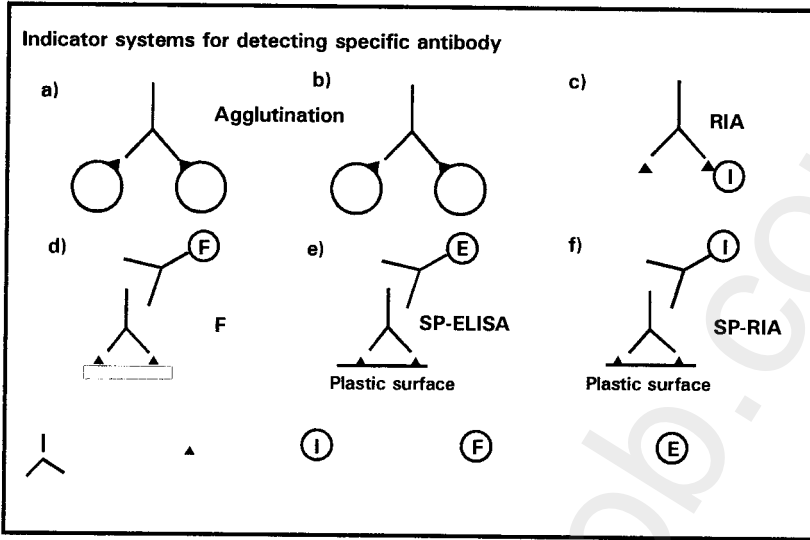 Indicator systems for detecting specific antibody
a)
b)
c)
Agglutination
RIA
I
d)
F
F
e)
E
SP-ELISA
Plastic surface
f)
I
SP-RIA
Plastic surface
I
F
E